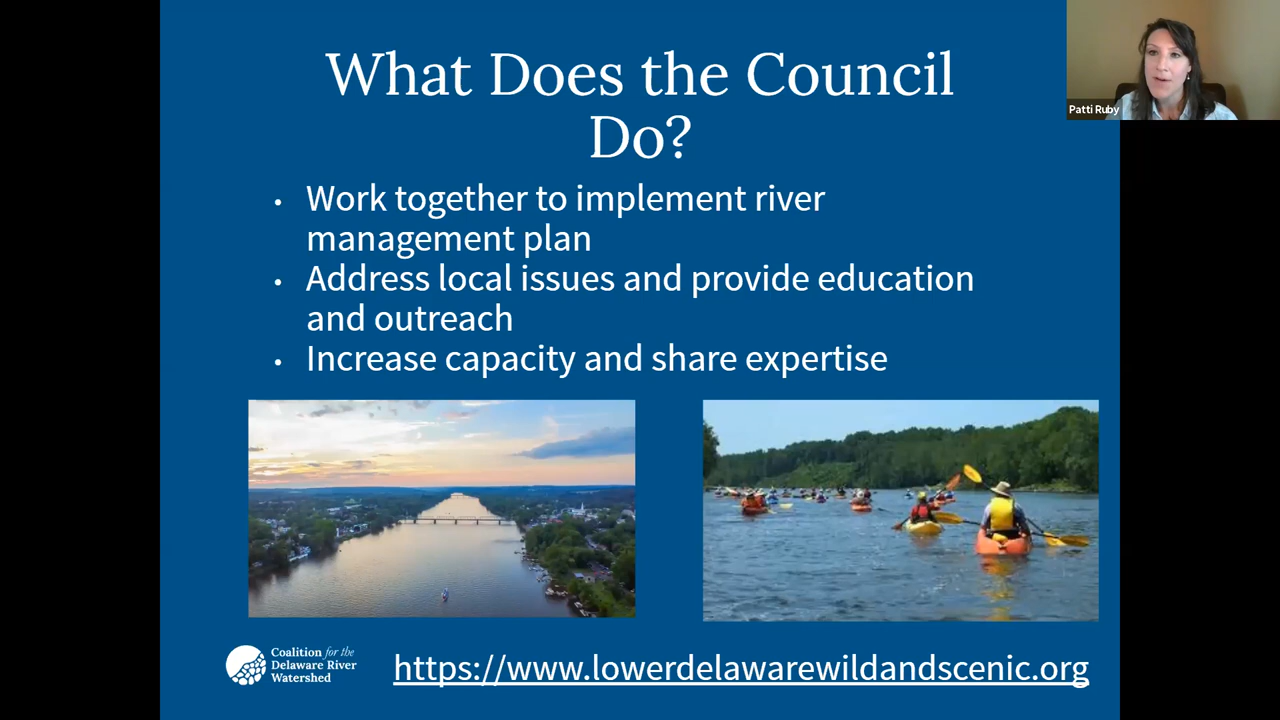 What Does the Council
Do?
Patti Ruby
• Work together to implement river
management plan
• Address local issues and provide education
and outreach
• Increase capacity and share expertise
Coalition for the
Delaware River
Watershed
https://www.lowerdelawarewildandscenic.org